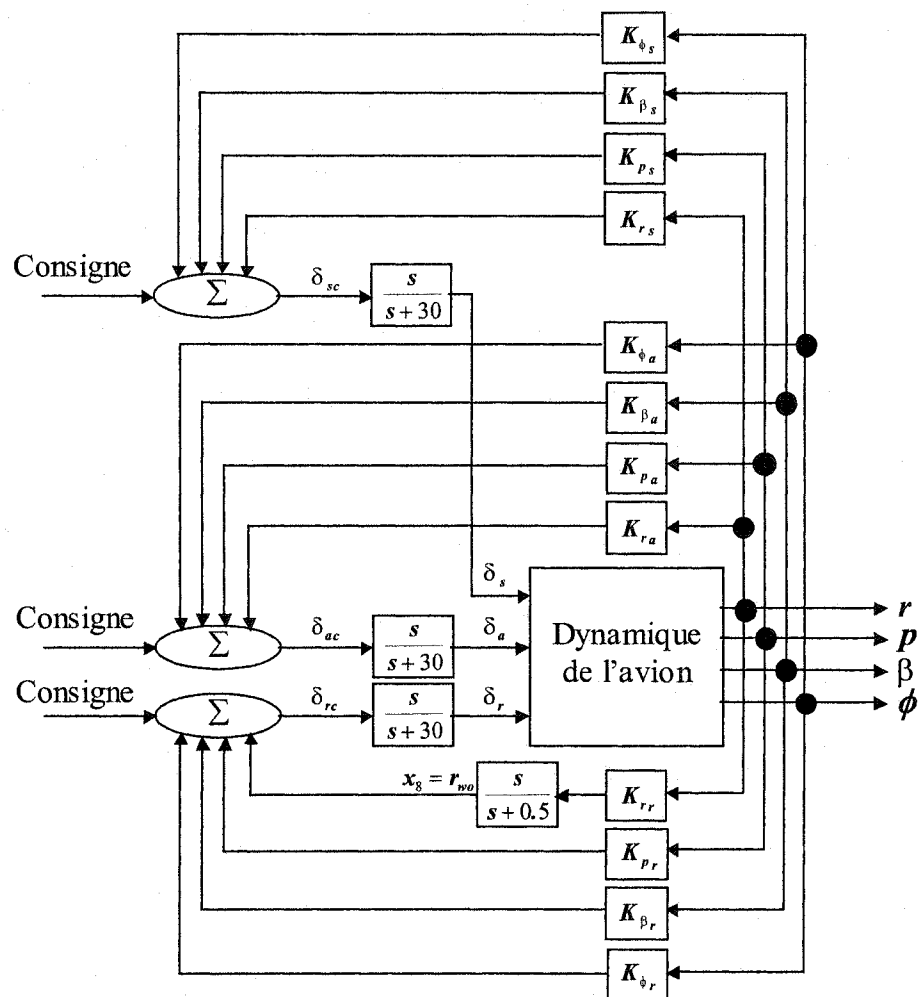 K_{ϕ_s}
K_{β_s}
K_{p_s}
K_{r_s}
Consigne
Σ
δ_{sc}
s
s + 30
K_{ϕ_a}
K_{β_a}
K_{p_a}
K_{r_a}
δ_s
Consigne
Σ
δ_{ac}
s
s + 30
δ_a
Dynamique
de l'avion
r
p
β
ϕ
Consigne
Σ
δ_{rc}
s
s + 30
δ_r
x_8 = r_{wo}
s
s + 0.5
K_{r_r}
K_{p_r}
K_{β_r}
K_{ϕ_r}